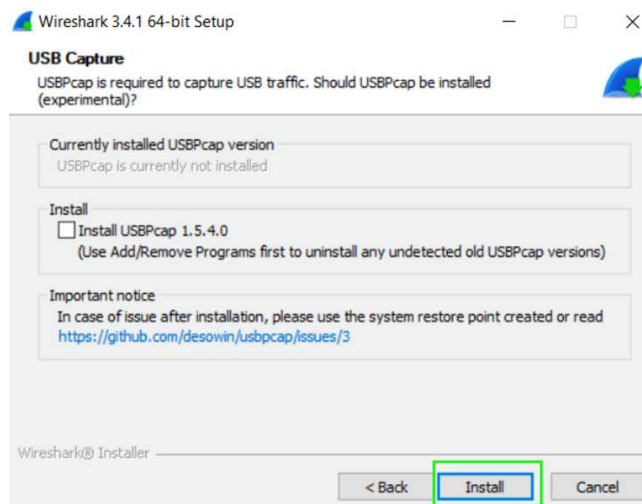 Wireshark 3.4.1 64-bit Setup
USB Capture
USBPcap is required to capture USB traffic. Should USBPcap be installed
(experimental)?
Currently installed USBPcap version
USBPcap is currently not installed
Install
Install USBPcap 1.5.4.0
(Use Add/Remove Programs first to uninstall any undetected old USBPcap versions)
Important notice
In case of issue after installation, please use the system restore point created or read
https://github.com/desowin/usbpcap/issues/3
Wireshark® Installer
< Back
Install
Cancel